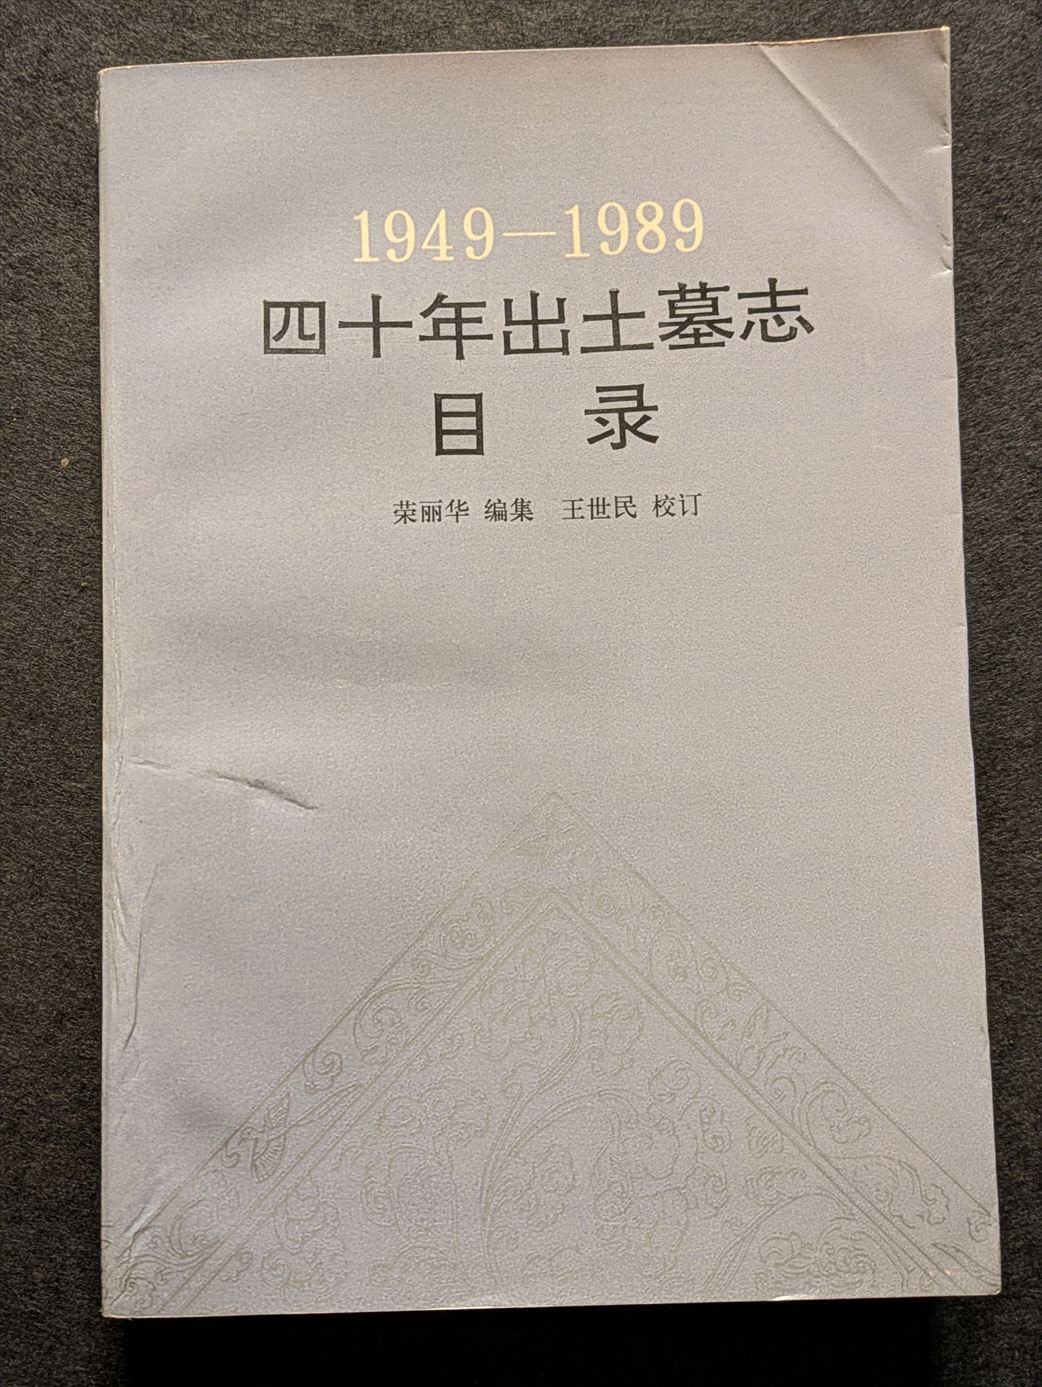 1949—1989
四十年出土墓志
目 录
荣丽华 编集 王世民 校订